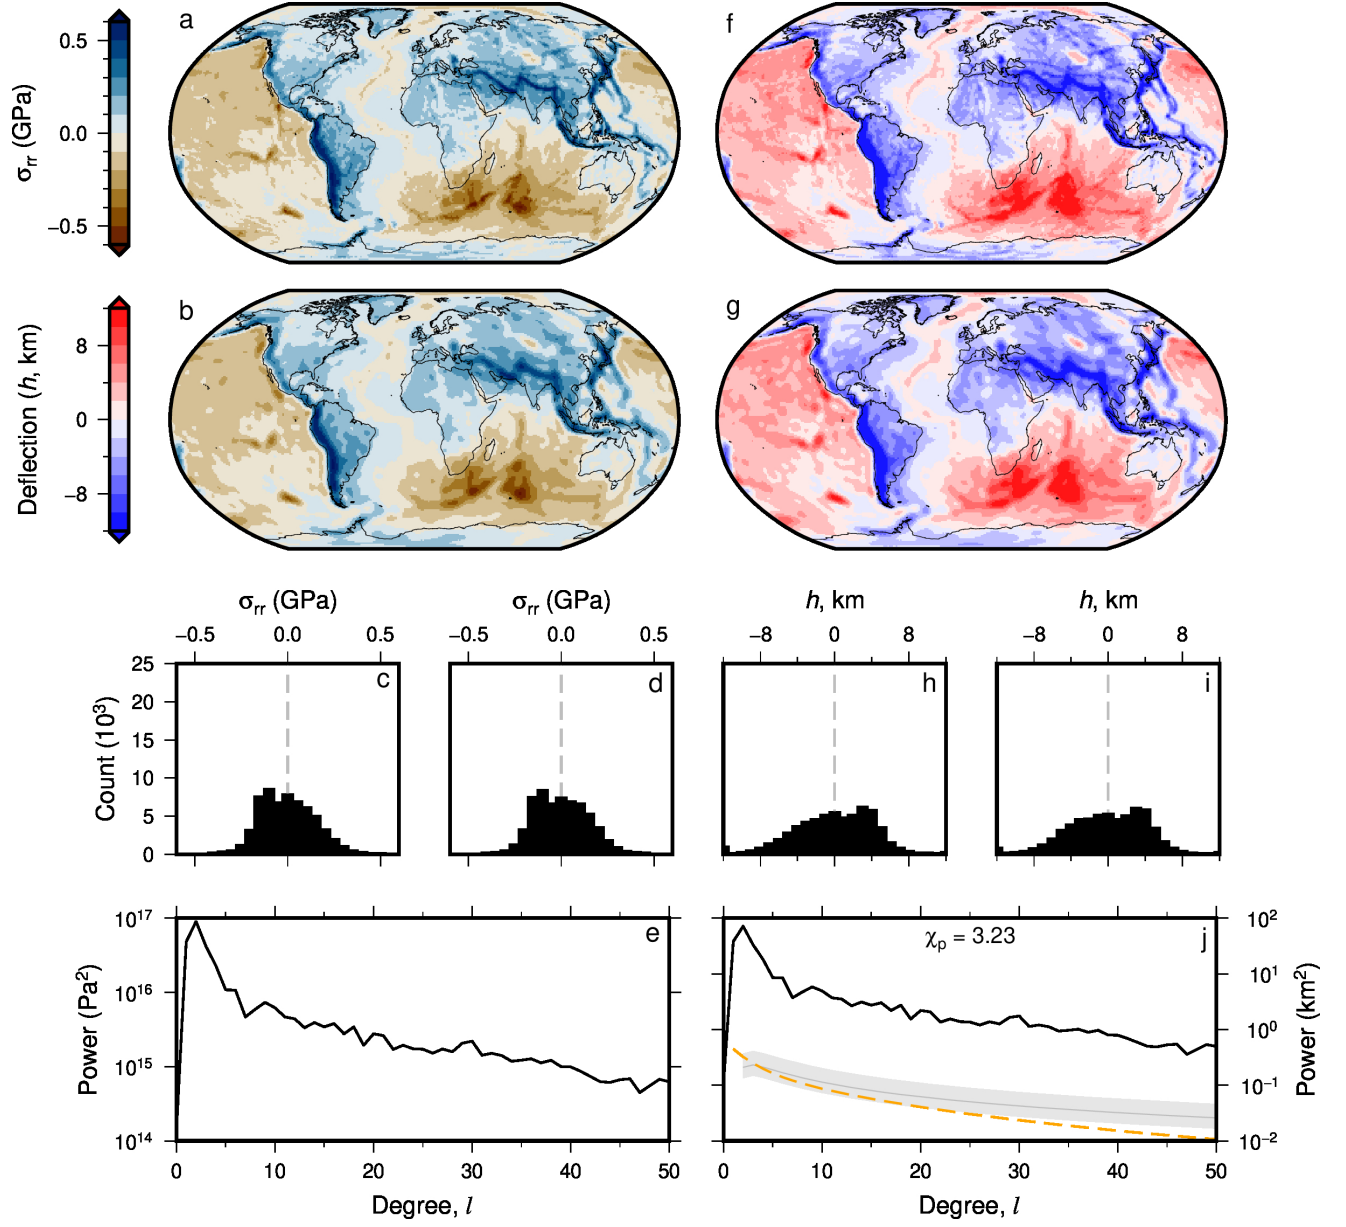 a
f
0.5
0.0
−0.5
σrr (GPa)
b
g
8
0
−8
Deflection (h, km)
σrr (GPa)
σrr (GPa)
h, km
h, km
−0.5 0.0 0.5
−0.5 0.0 0.5
−8 0 8
−8 0 8
25
20
15
10
5
0
Count (10³)
c
d
h
i
10¹⁷
10¹⁶
10¹⁵
10¹⁴
Power (Pa²)
e
0 10 20 30 40 50
Degree, l
χp = 3.23
j
10²
10¹
10⁰
10⁻¹
10⁻²
Power (km²)
0 10 20 30 40 50
Degree, l